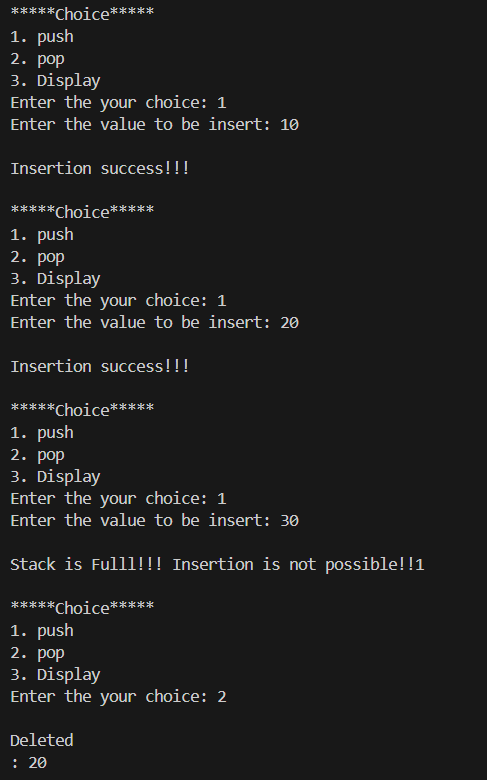 *****Choice*****
1. push
2. pop
3. Display
Enter the your choice: 1
Enter the value to be insert: 10
Insertion success!!!
*****Choice*****
1. push
2. pop
3. Display
Enter the your choice: 1
Enter the value to be insert: 20
Insertion success!!!
*****Choice*****
1. push
2. pop
3. Display
Enter the your choice: 1
Enter the value to be insert: 30
Stack is Fulll!!! Insertion is not possible!!1
*****Choice*****
1. push
2. pop
3. Display
Enter the your choice: 2
Deleted
: 20